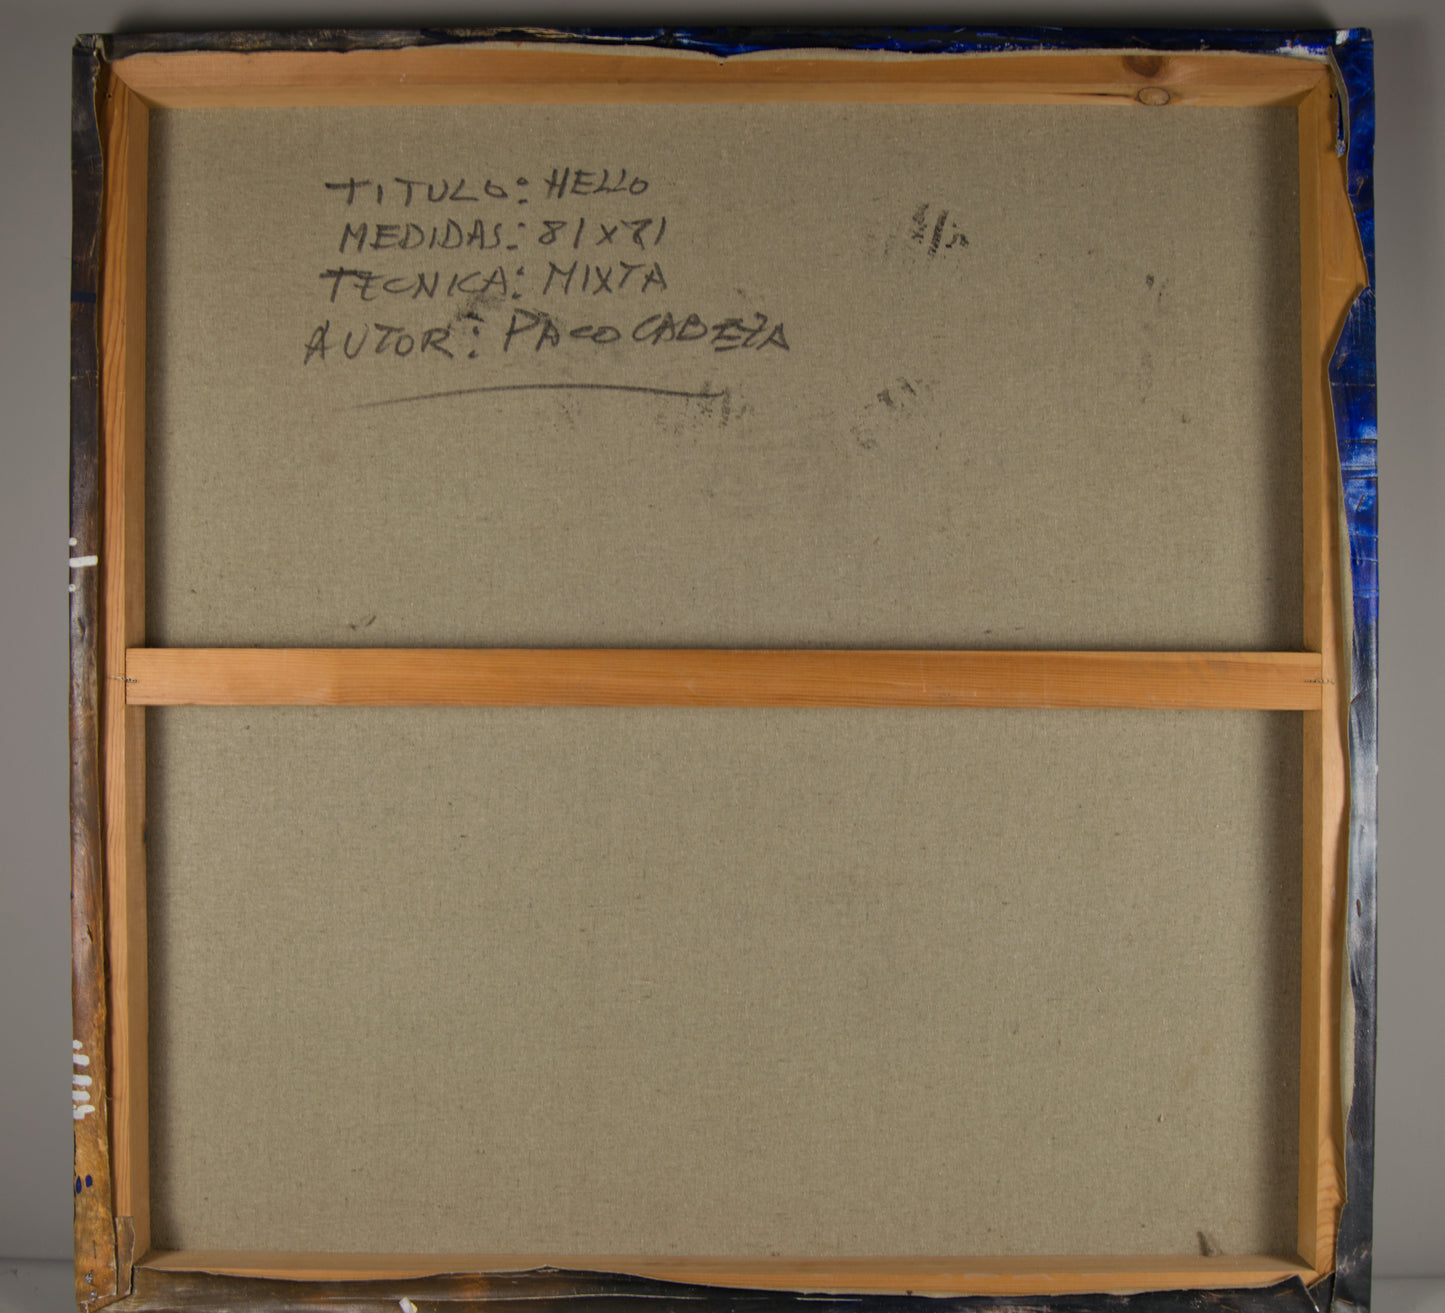 TITULO: HELLO
MEDIDAS: 81X81
TECNICA: MIXTA
AUTOR: PACO CABEZA